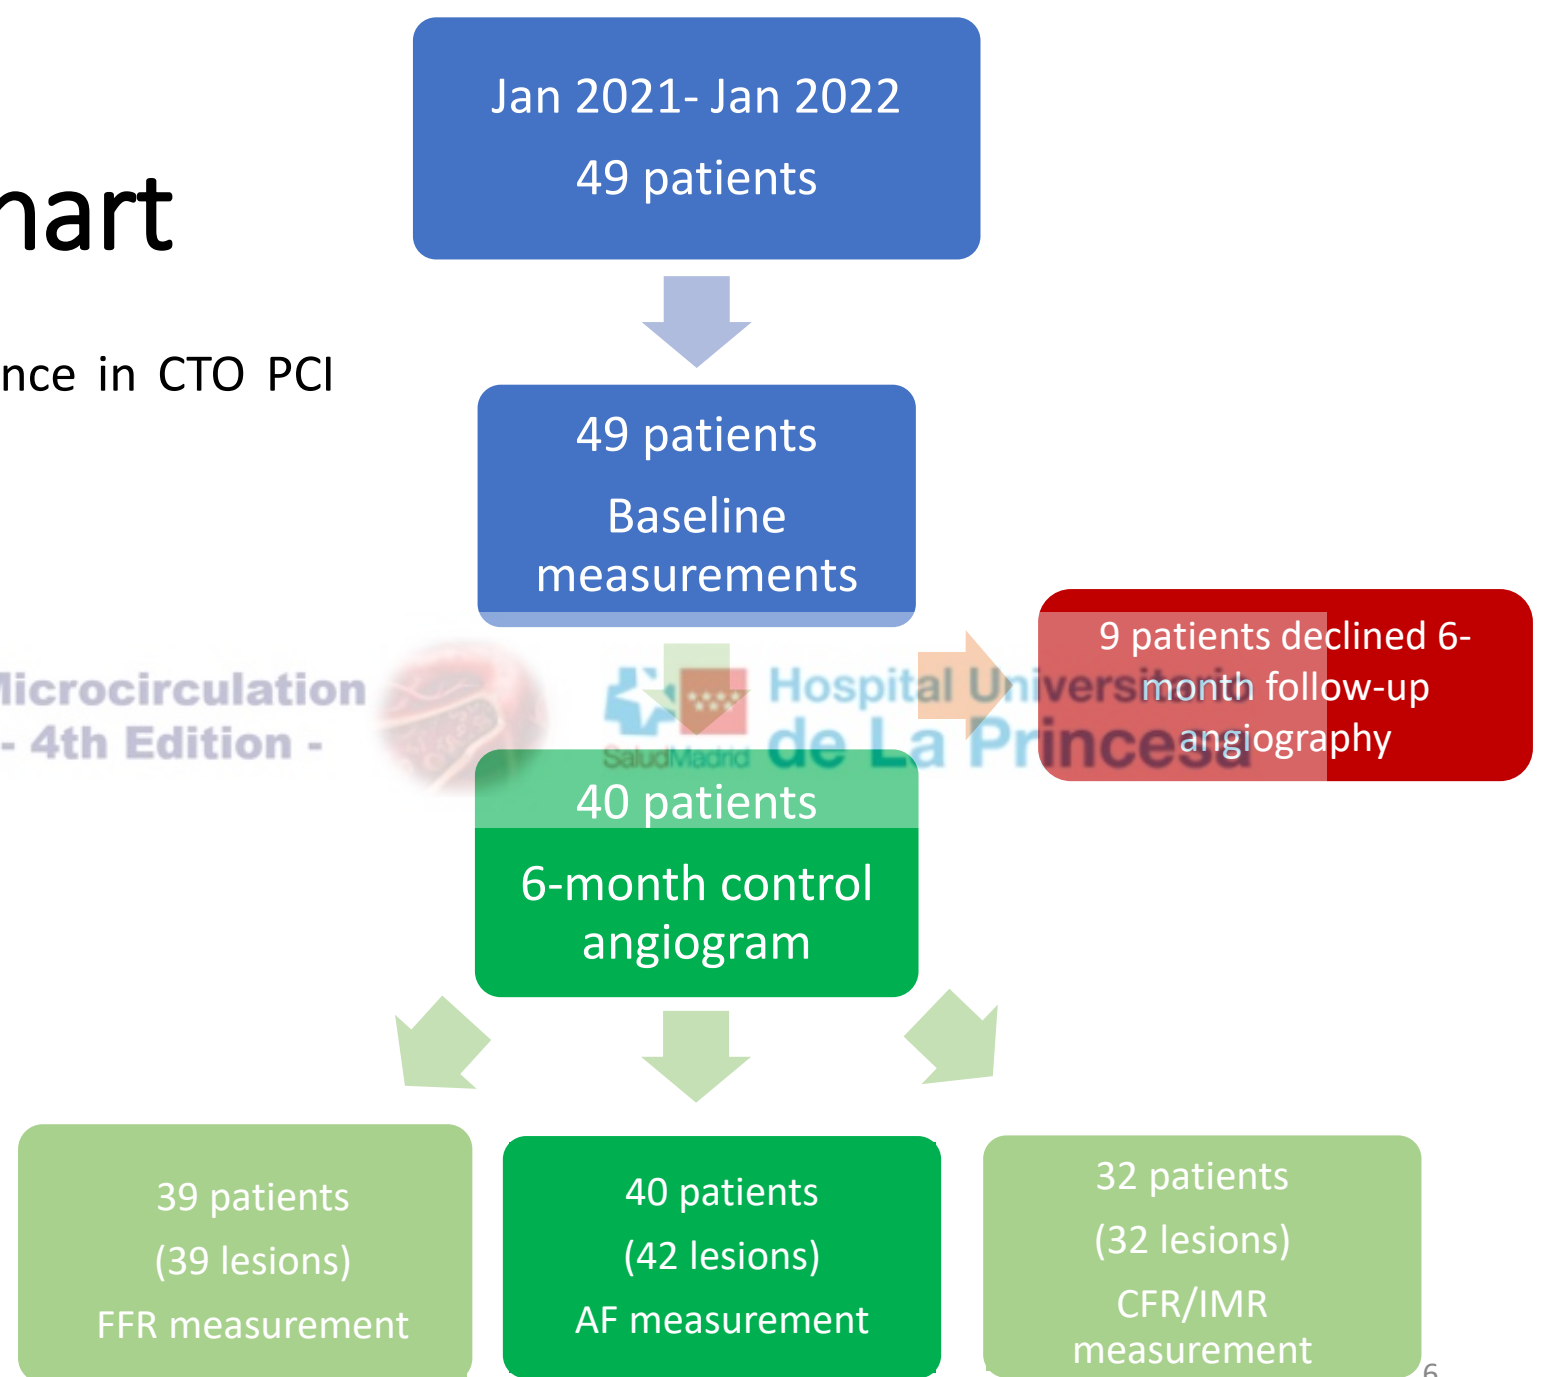 Jan 2021- Jan 2022
49 patients
hart
nce in CTO PCI
49 patients
Baseline
measurements
9 patients declined 6-
month follow-up
angiography
Microcirculation
- 4th Edition -
SaludMadrid
Hospital Universitario
de La Princesa
40 patients
6-month control
angiogram
39 patients
(39 lesions)
FFR measurement
40 patients
(42 lesions)
AF measurement
32 patients
(32 lesions)
CFR/IMR
measurement
6